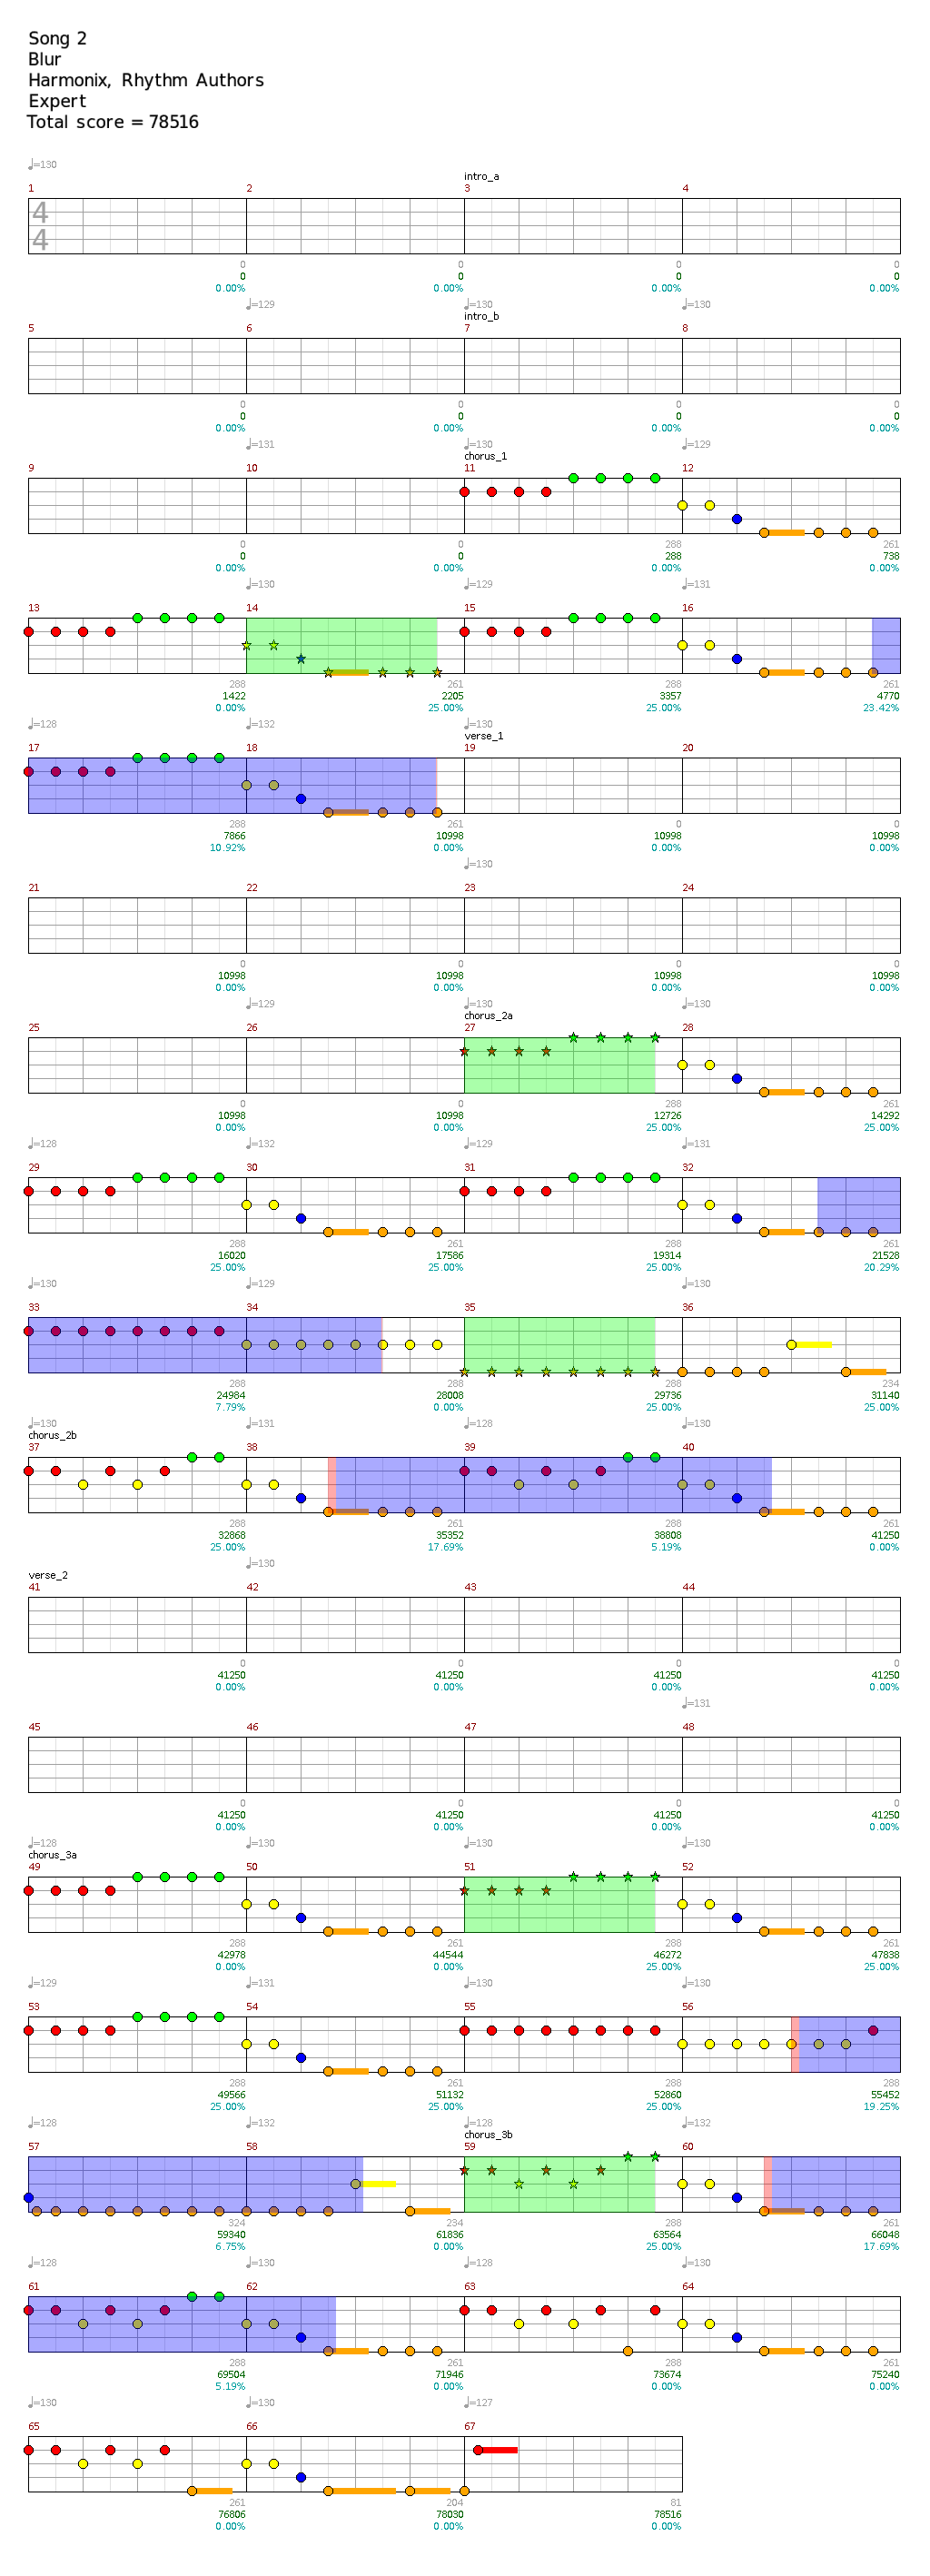 Song 2
Blur
Harmonix, Rhythm Authors
Expert
Total score = 78516
♩=130
intro_a
1 2 3 4
4
4
0 0 0 0
0 0 0 0
0.00% 0.00% 0.00% 0.00%
♩=129 ♩=130 ♩=130
intro_b
5 6 7 8
0 0 0 0
0 0 0 0
0.00% 0.00% 0.00% 0.00%
♩=131 ♩=130 ♩=129
chorus_1
9 10 11 12
0 0 288 261
0 0 288 738
0.00% 0.00% 0.00% 0.00%
♩=130 ♩=129 ♩=131
13 14 15 16
288 261 288 261
1422 2205 3357 4770
0.00% 25.00% 25.00% 23.42%
♩=128 ♩=132 ♩=130
verse_1
17 18 19 20
288 261 0 0
7866 10998 10998 10998
10.92% 0.00% 0.00% 0.00%
♩=130
21 22 23 24
0 0 0 0
10998 10998 10998 10998
0.00% 0.00% 0.00% 0.00%
♩=129 ♩=130 ♩=130
chorus_2a
25 26 27 28
0 0 288 261
10998 10998 12726 14292
0.00% 0.00% 25.00% 25.00%
♩=128 ♩=132 ♩=129 ♩=131
29 30 31 32
288 261 288 261
16020 17586 19314 21528
25.00% 25.00% 25.00% 20.29%
♩=130 ♩=129 ♩=130
33 34 35 36
288 288 288 234
24984 28008 29736 31140
7.79% 0.00% 25.00% 25.00%
♩=130 ♩=131 ♩=128 ♩=130
chorus_2b
37 38 39 40
288 261 288 261
32868 35352 38808 41250
25.00% 17.69% 5.19% 0.00%
♩=130
verse_2
41 42 43 44
0 0 0 0
41250 41250 41250 41250
0.00% 0.00% 0.00% 0.00%
♩=131
45 46 47 48
0 0 0 0
41250 41250 41250 41250
0.00% 0.00% 0.00% 0.00%
♩=128 ♩=130 ♩=130 ♩=130
chorus_3a
49 50 51 52
288 261 288 261
42978 44544 46272 47838
0.00% 0.00% 25.00% 25.00%
♩=129 ♩=131 ♩=130 ♩=130
53 54 55 56
288 261 288 288
49566 51132 52860 55452
25.00% 25.00% 25.00% 19.25%
♩=128 ♩=132 ♩=128 ♩=132
chorus_3b
57 58 59 60
324 234 288 261
59340 61836 63564 66048
6.75% 0.00% 25.00% 17.69%
♩=128 ♩=130 ♩=128 ♩=130
61 62 63 64
288 261 288 261
69504 71946 73674 75240
5.19% 0.00% 0.00% 0.00%
♩=130 ♩=130 ♩=127
65 66 67
261 204 81
76806 78030 78516
0.00% 0.00% 0.00%